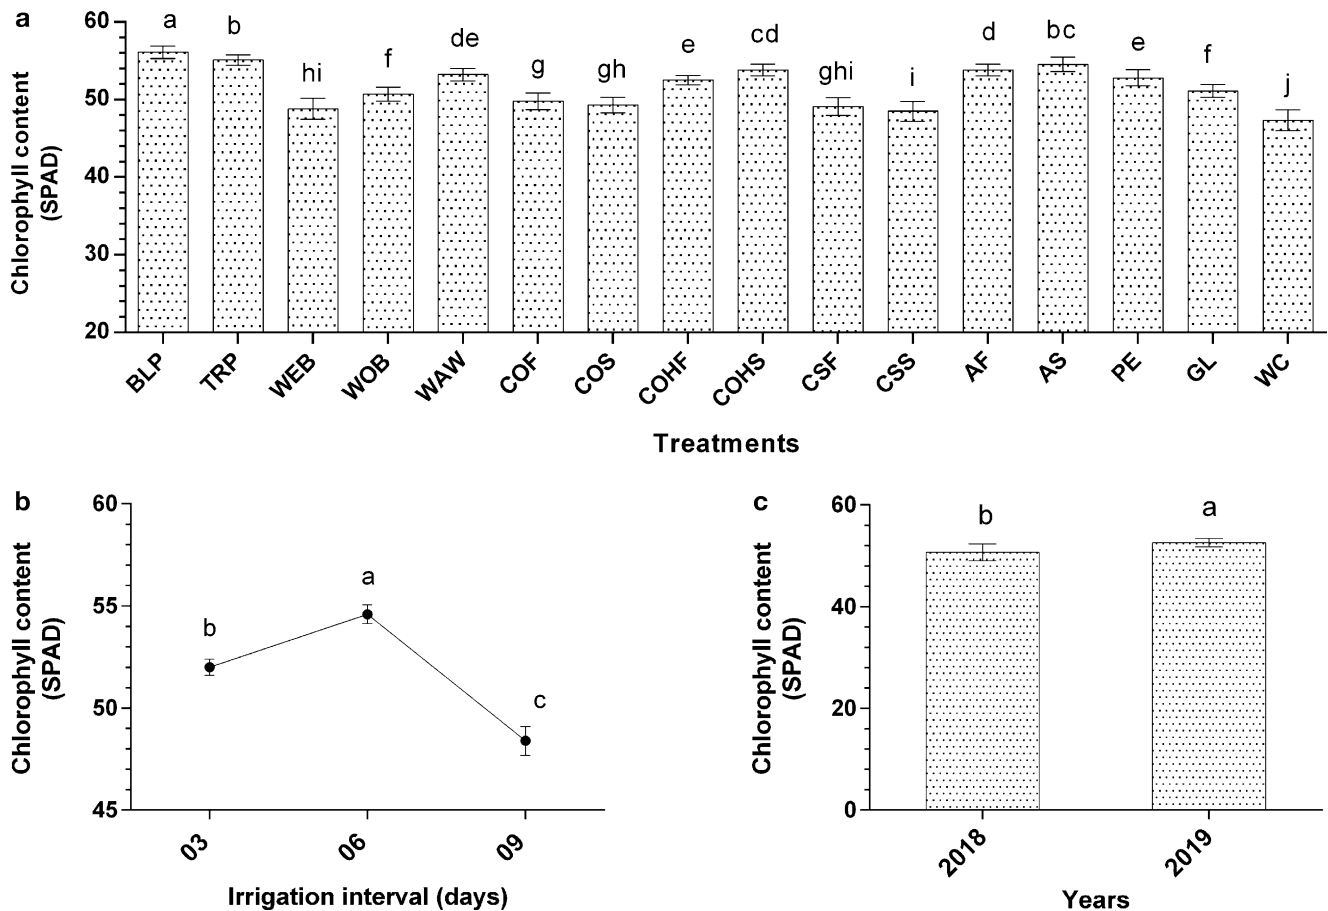 a
60
50
40
30
20
Chlorophyll content
(SPAD)
a b hi f de g gh e cd ghi i d bc e f j
BLP TRP WEB WOB WAW COF COS COHF COHS CSF CSS AF AS PE GL WC
Treatments
b
60
55
50
45
Chlorophyll content
(SPAD)
b a c
03 06 09
Irrigation interval (days)
c
60
40
20
0
Chlorophyll content
(SPAD)
b a
2018 2019
Years